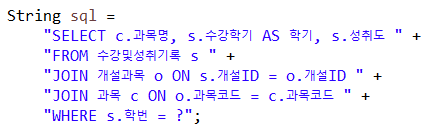 String sql =
"SELECT c.과목명, s.수강학기 AS 학기, s.성취도 " +
"FROM 수강및성취기록 s " +
"JOIN 개설과목 o ON s.개설ID = o.개설ID " +
"JOIN 과목 c ON o.과목코드 = c.과목코드 " +
"WHERE s.학번 = ?";